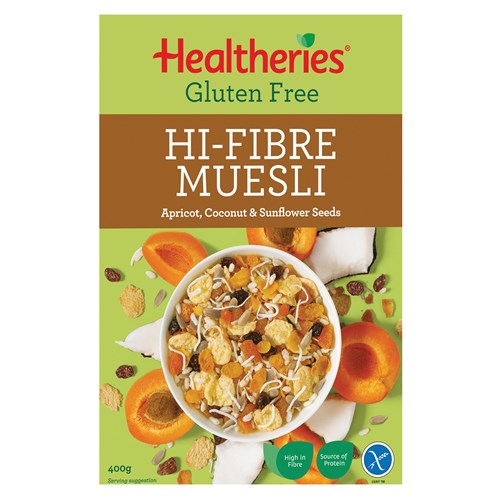 Healtheries®
Gluten Free
HI-FIBRE
MUESLI
Apricot, Coconut & Sunflower Seeds
High in
Fibre
Source of
Protein
400g
Serving suggestion